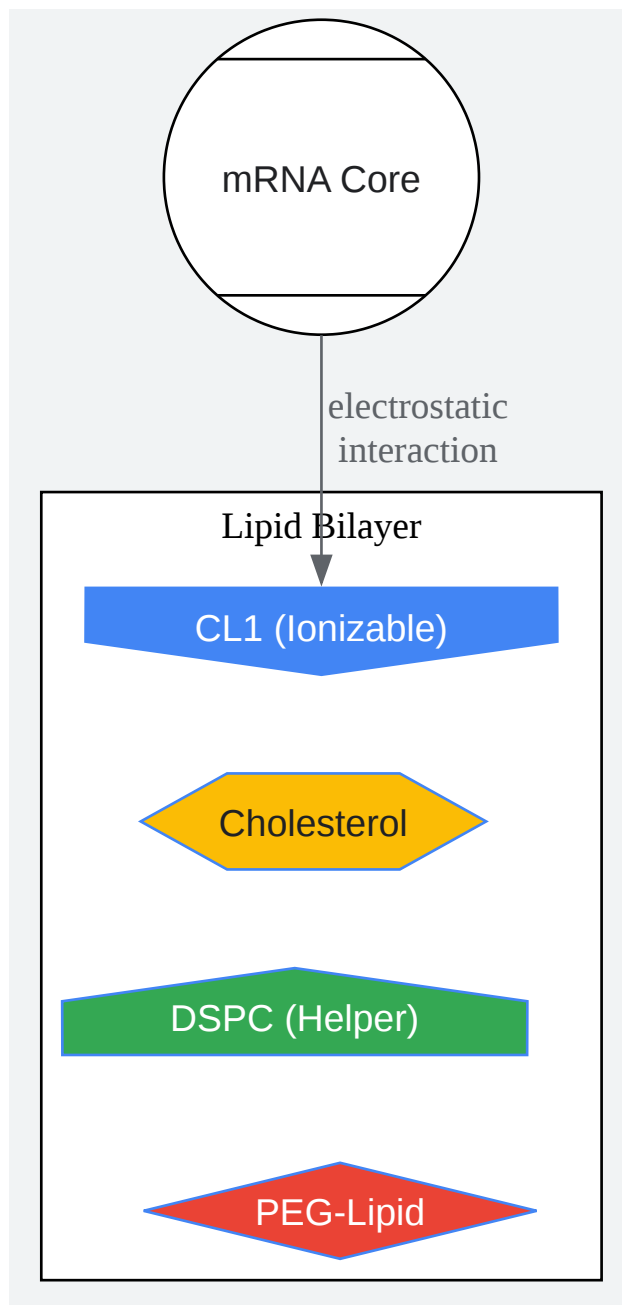 mRNA Core
electrostatic
interaction
Lipid Bilayer
CL1 (Ionizable)
Cholesterol
DSPC (Helper)
PEG-Lipid